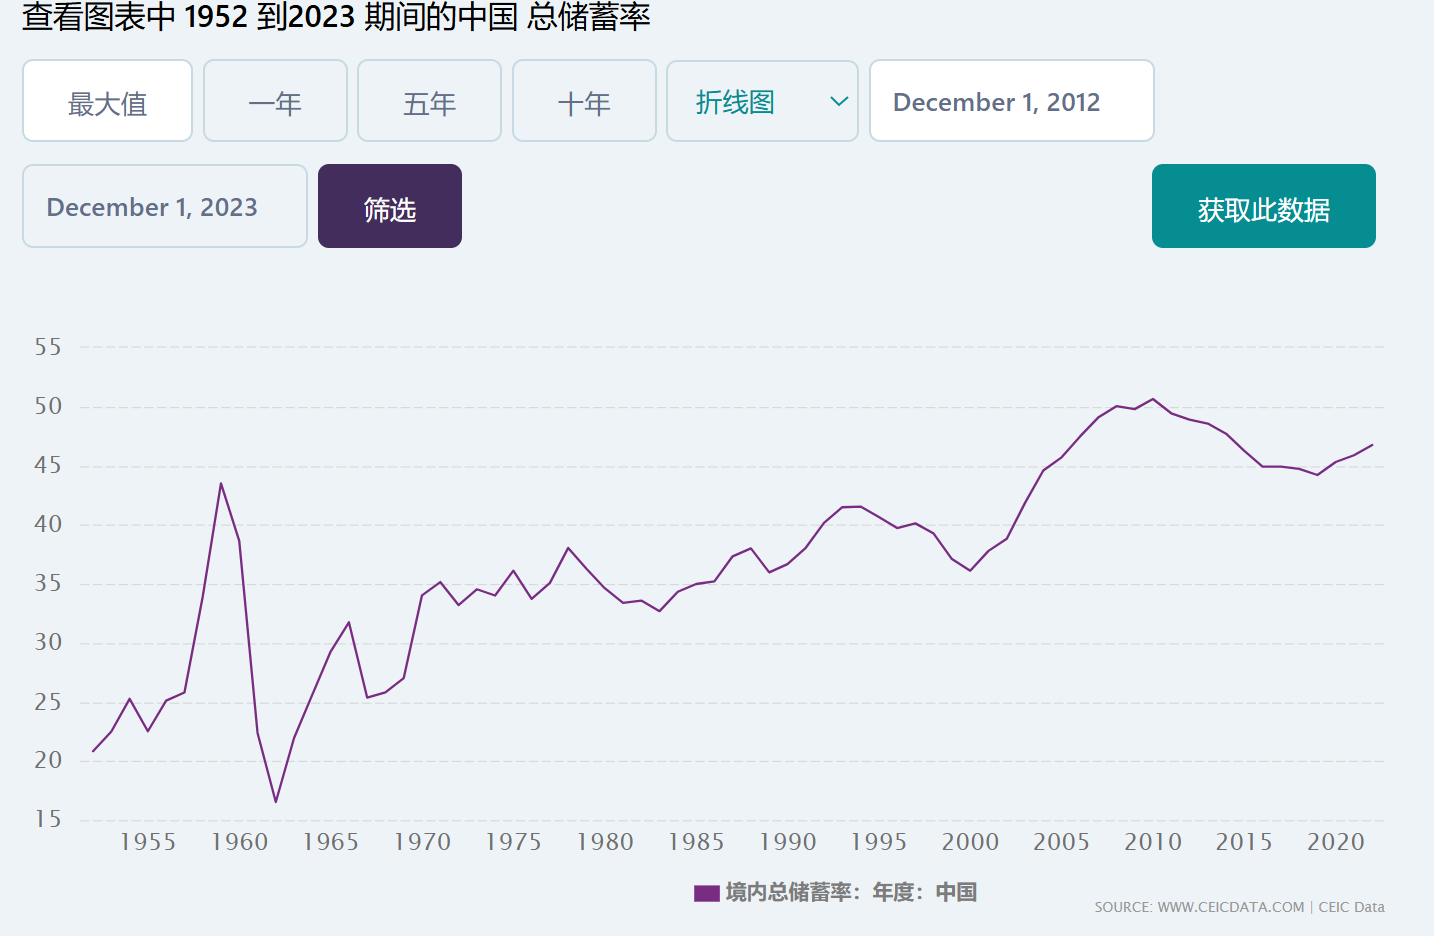 查看图表中 1952 到2023 期间的中国 总储蓄率
最大值 一年 五年 十年 折线图 December 1, 2012
December 1, 2023 筛选 获取此数据
55
50
45
40
35
30
25
20
15
1955 1960 1965 1970 1975 1980 1985 1990 1995 2000 2005 2010 2015 2020
境内总储蓄率：年度：中国
SOURCE: WWW.CEICDATA.COM | CEIC Data